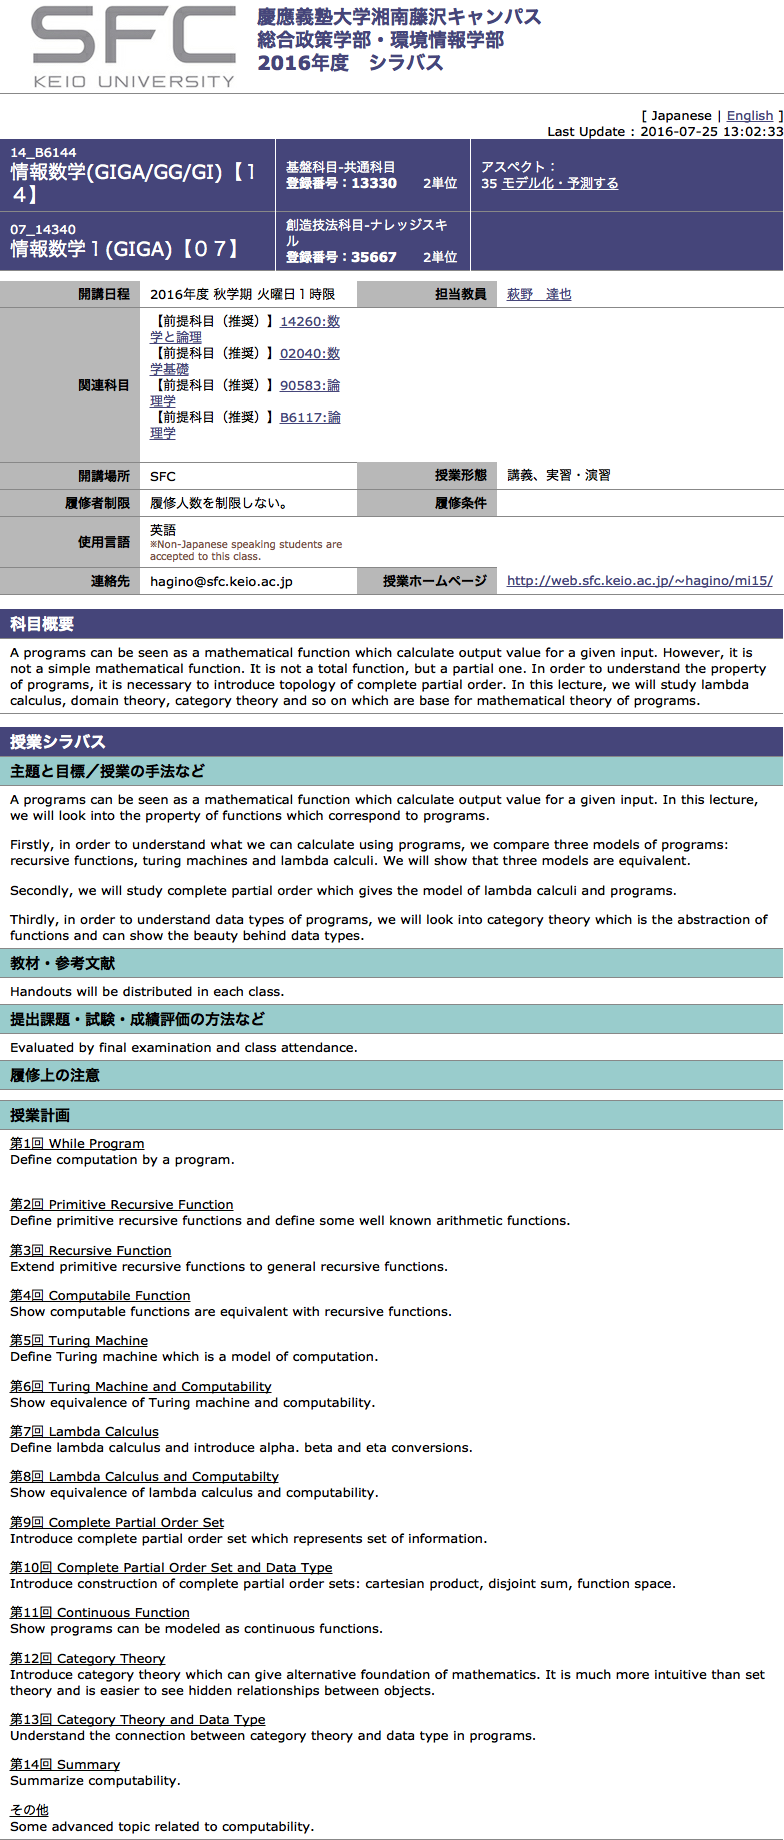 SFC
KEIO UNIVERSITY
慶應義塾大学湘南藤沢キャンパス
総合政策学部・環境情報学部
2016年度　シラバス
[ Japanese | English ]
Last Update : 2016-07-25 13:02:33
14_B6144
情報数学(GIGA/GG/GI)【１
４】
基盤科目-共通科目
登録番号：13330 2単位
アスペクト：
35 モデル化・予測する
07_14340
情報数学１(GIGA)【０７】
創造技法科目-ナレッジスキ
ル
登録番号：35667 2単位
開講日程 2016年度 秋学期 火曜日１時限 担当教員 萩野　達也
関連科目
【前提科目（推奨）】14260:数
学と論理
【前提科目（推奨）】02040:数
学基礎
【前提科目（推奨）】90583:論
理学
【前提科目（推奨）】B6117:論
理学
開講場所 SFC 授業形態 講義、実習・演習
履修者制限 履修人数を制限しない。 履修条件
使用言語 英語
※Non-Japanese speaking students are
accepted to this class.
連絡先 hagino@sfc.keio.ac.jp 授業ホームページ http://web.sfc.keio.ac.jp/~hagino/mi15/
科目概要
A programs can be seen as a mathematical function which calculate output value for a given input. However, it is
not a simple mathematical function. It is not a total function, but a partial one. In order to understand the property
of programs, it is necessary to introduce topology of complete partial order. In this lecture, we will study lambda
calculus, domain theory, category theory and so on which are base for mathematical theory of programs.
授業シラバス
主題と目標／授業の手法など
A programs can be seen as a mathematical function which calculate output value for a given input. In this lecture,
we will look into the property of functions which correspond to programs.
Firstly, in order to understand what we can calculate using programs, we compare three models of programs:
recursive functions, turing machines and lambda calculi. We will show that three models are equivalent.
Secondly, we will study complete partial order which gives the model of lambda calculi and programs.
Thirdly, in order to understand data types of programs, we will look into category theory which is the abstraction of
functions and can show the beauty behind data types.
教材・参考文献
Handouts will be distributed in each class.
提出課題・試験・成績評価の方法など
Evaluated by final examination and class attendance.
履修上の注意
授業計画
第1回 While Program
Define computation by a program.
第2回 Primitive Recursive Function
Define primitive recursive functions and define some well known arithmetic functions.
第3回 Recursive Function
Extend primitive recursive functions to general recursive functions.
第4回 Computabile Function
Show computable functions are equivalent with recursive functions.
第5回 Turing Machine
Define Turing machine which is a model of computation.
第6回 Turing Machine and Computability
Show equivalence of Turing machine and computability.
第7回 Lambda Calculus
Define lambda calculus and introduce alpha. beta and eta conversions.
第8回 Lambda Calculus and Computabilty
Show equivalence of lambda calculus and computability.
第9回 Complete Partial Order Set
Introduce complete partial order set which represents set of information.
第10回 Complete Partial Order Set and Data Type
Introduce construction of complete partial order sets: cartesian product, disjoint sum, function space.
第11回 Continuous Function
Show programs can be modeled as continuous functions.
第12回 Category Theory
Introduce category theory which can give alternative foundation of mathematics. It is much more intuitive than set
theory and is easier to see hidden relationships between objects.
第13回 Category Theory and Data Type
Understand the connection between category theory and data type in programs.
第14回 Summary
Summarize computability.
その他
Some advanced topic related to computability.